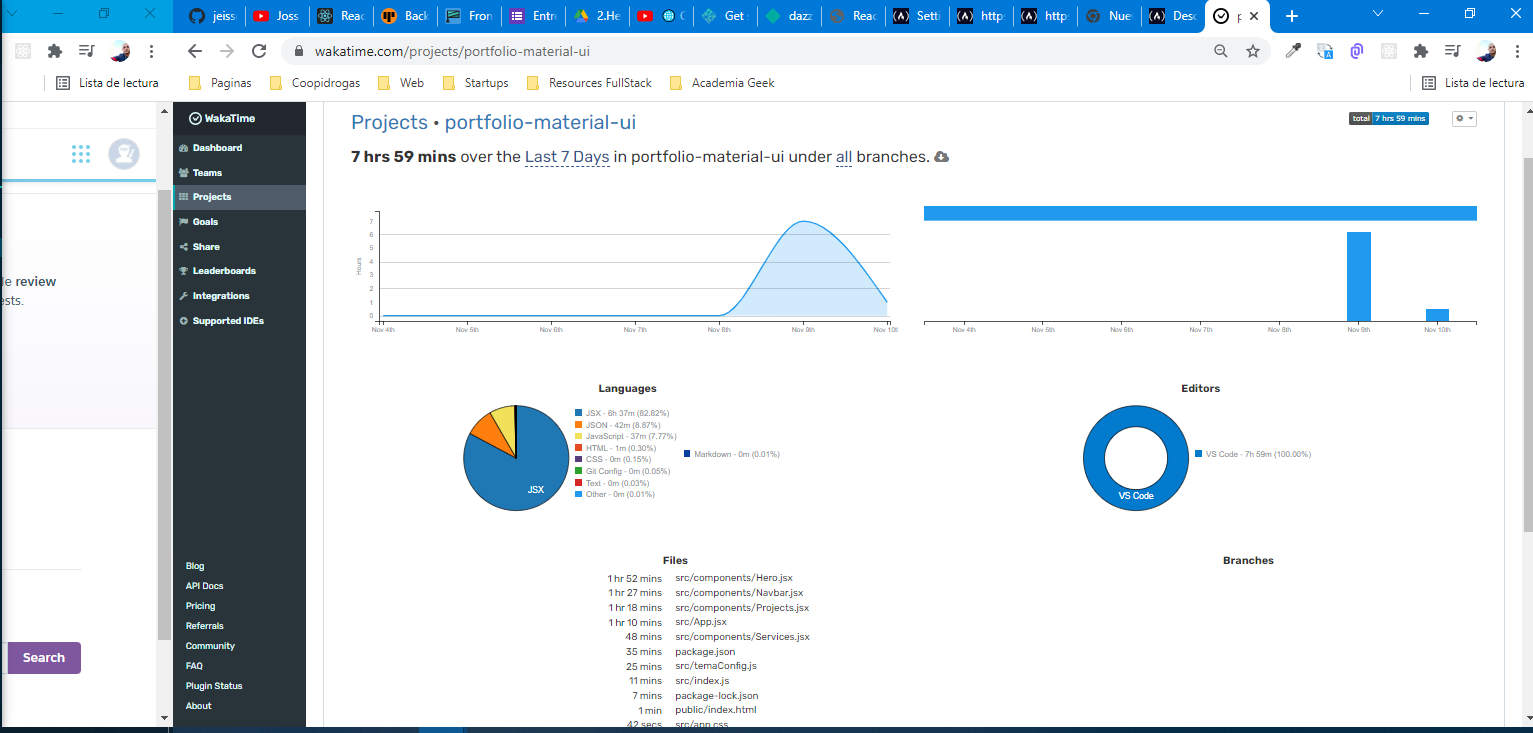 jeiss
Joss
Reac
Back
Fron
Entr
2.He
Get s
dazz
Reac
Setti
http:
http:
Nuev
Desc
wakatime.com/projects/portfolio-material-ui
Lista de lectura
Paginas
Coopidrogas
Web
Startups
Resources FullStack
Academia Geek
Lista de lectura
review
ests.
Search
WakaTime
Dashboard
Teams
Projects
Goals
Share
Leaderboards
Integrations
Supported IDEs
Blog
API Docs
Pricing
Referrals
Community
FAQ
Plugin Status
About
Projects • portfolio-material-ui
total 7 hrs 59 mins
7 hrs 59 mins over the Last 7 Days in portfolio-material-ui under all branches.
Hours
7
6
5
4
3
2
1
0
Nov 4th Nov 5th Nov 6th Nov 7th Nov 8th Nov 9th Nov 10t
Nov 4th Nov 5th Nov 6th Nov 7th Nov 8th Nov 9th Nov 10th
Languages
JSX
JSX - 6h 37m (82.82%)
JSON - 42m (8.87%)
JavaScript - 37m (7.77%)
HTML - 1m (0.30%)
CSS - 0m (0.15%)
Git Config - 0m (0.05%)
Text - 0m (0.03%)
Other - 0m (0.01%)
Markdown - 0m (0.01%)
Editors
VS Code
VS Code - 7h 59m (100.00%)
Files
1 hr 52 mins src/components/Hero.jsx
1 hr 27 mins src/components/Navbar.jsx
1 hr 18 mins src/components/Projects.jsx
1 hr 10 mins src/App.jsx
48 mins src/components/Services.jsx
35 mins package.json
25 mins src/temaConfig.js
11 mins src/index.js
7 mins package-lock.json
1 min public/index.html
42 secs src/app.css
Branches